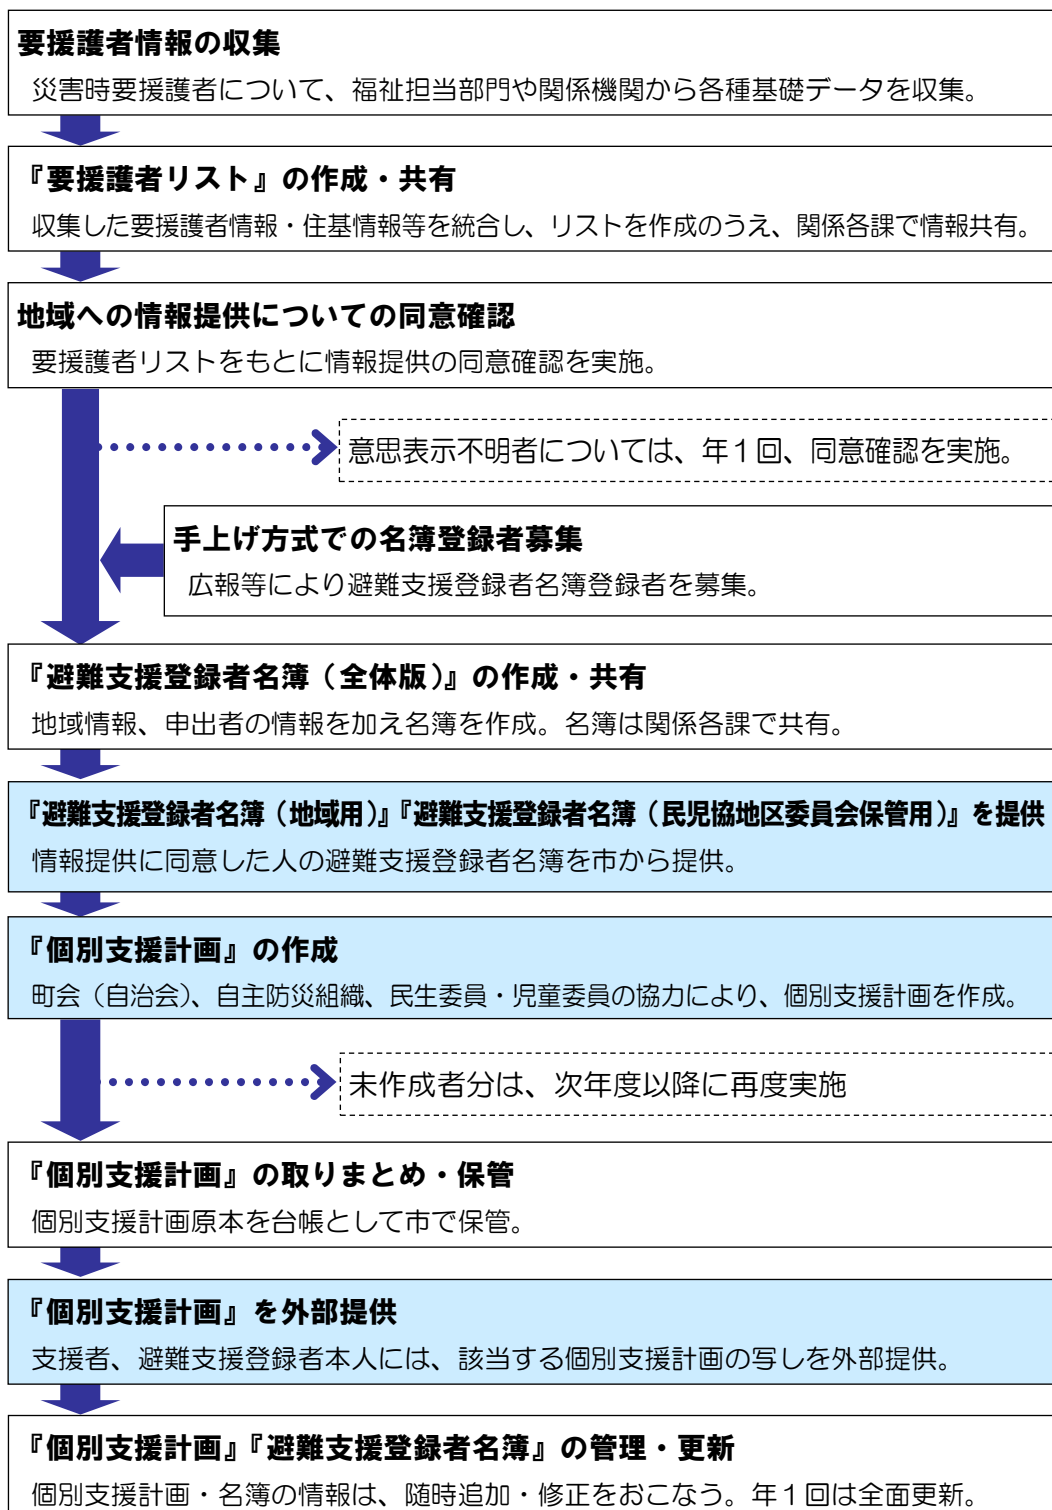 要援護者情報の収集
災害時要援護者について、福祉担当部門や関係機関から各種基礎データを収集。
『要援護者リスト』の作成・共有
収集した要援護者情報・住基情報等を統合し、リストを作成のうえ、関係各課で情報共有。
地域への情報提供についての同意確認
要援護者リストをもとに情報提供の同意確認を実施。
意思表示不明者については、年１回、同意確認を実施。
手上げ方式での名簿登録者募集
広報等により避難支援登録者名簿登録者を募集。
『避難支援登録者名簿（全体版）』の作成・共有
地域情報、申出者の情報を加え名簿を作成。名簿は関係各課で共有。
『避難支援登録者名簿（地域用）』『避難支援登録者名簿（民児協地区委員会保管用）』を提供
情報提供に同意した人の避難支援登録者名簿を市から提供。
『個別支援計画』の作成
町会（自治会）、自主防災組織、民生委員・児童委員の協力により、個別支援計画を作成。
未作成者分は、次年度以降に再度実施
『個別支援計画』の取りまとめ・保管
個別支援計画原本を台帳として市で保管。
『個別支援計画』を外部提供
支援者、避難支援登録者本人には、該当する個別支援計画の写しを外部提供。
『個別支援計画』『避難支援登録者名簿』の管理・更新
個別支援計画・名簿の情報は、随時追加・修正をおこなう。年１回は全面更新。